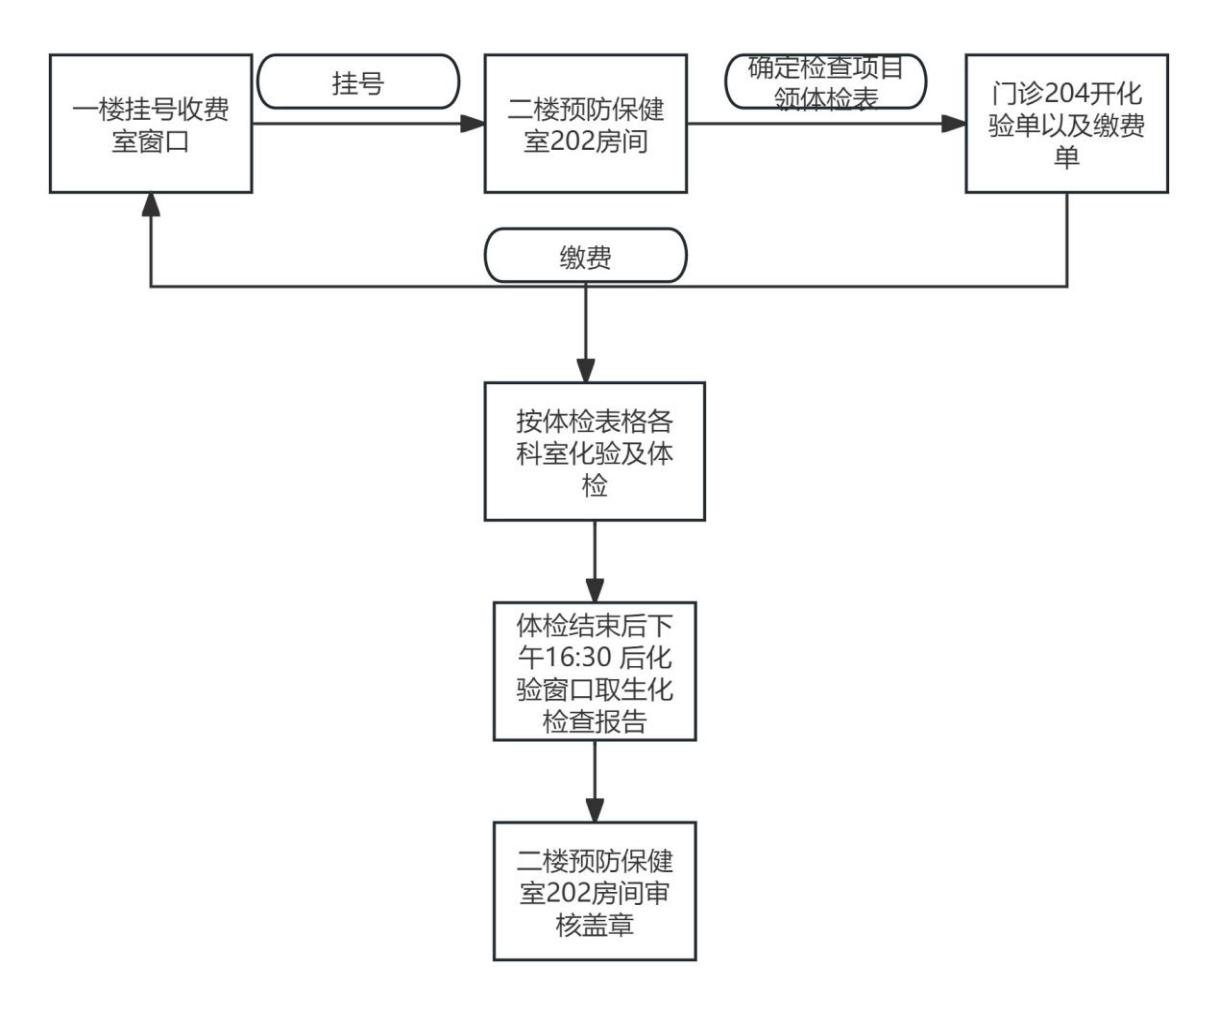 一楼挂号收费
室窗口
挂号
二楼预防保健
室202房间
确定检查项目
领体检表
门诊204开化
验单以及缴费
单
缴费
按体检表格各
科室化验及体
检
体检结束后下
午16:30 后化
验窗口取生化
检查报告
二楼预防保健
室202房间审
核盖章